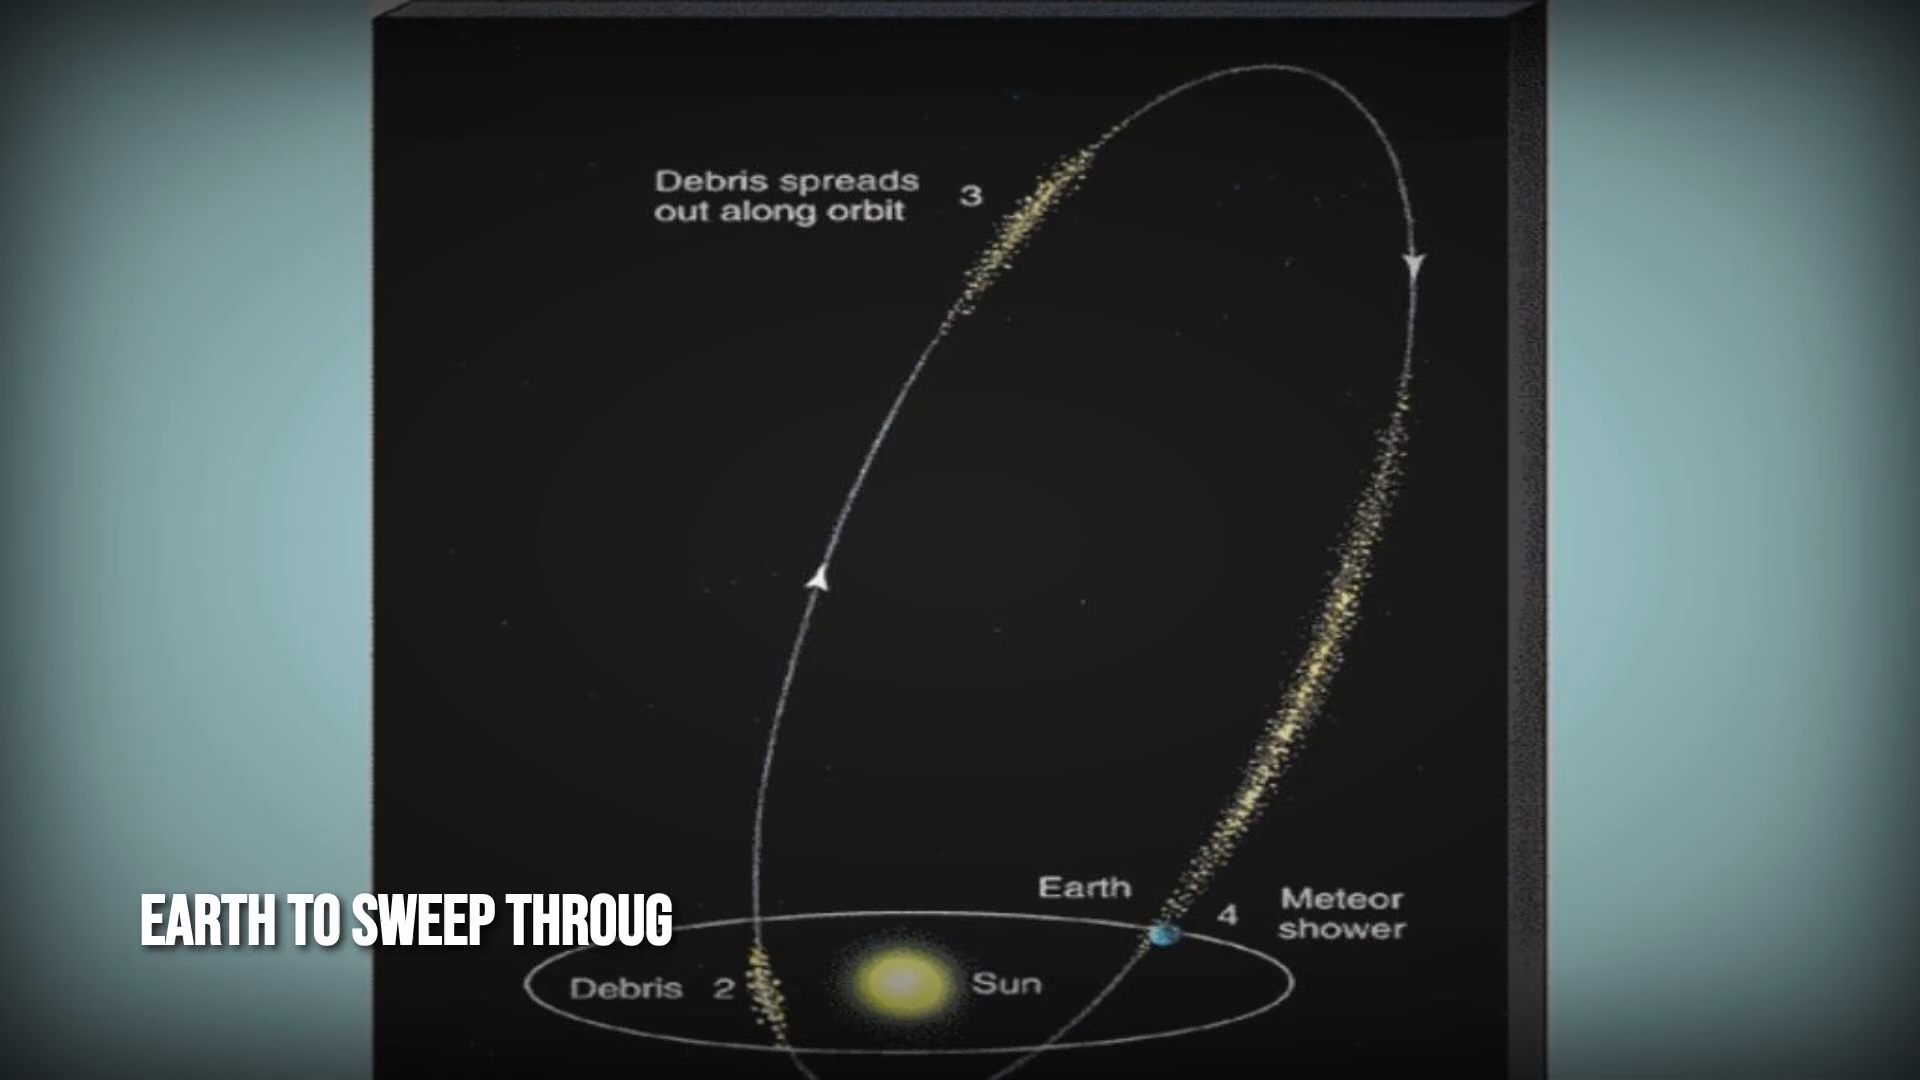 Debris spreads
out along orbit
3
Earth
4
Meteor
shower
EARTH TO SWEEP THROUG
Debris 2
Sun